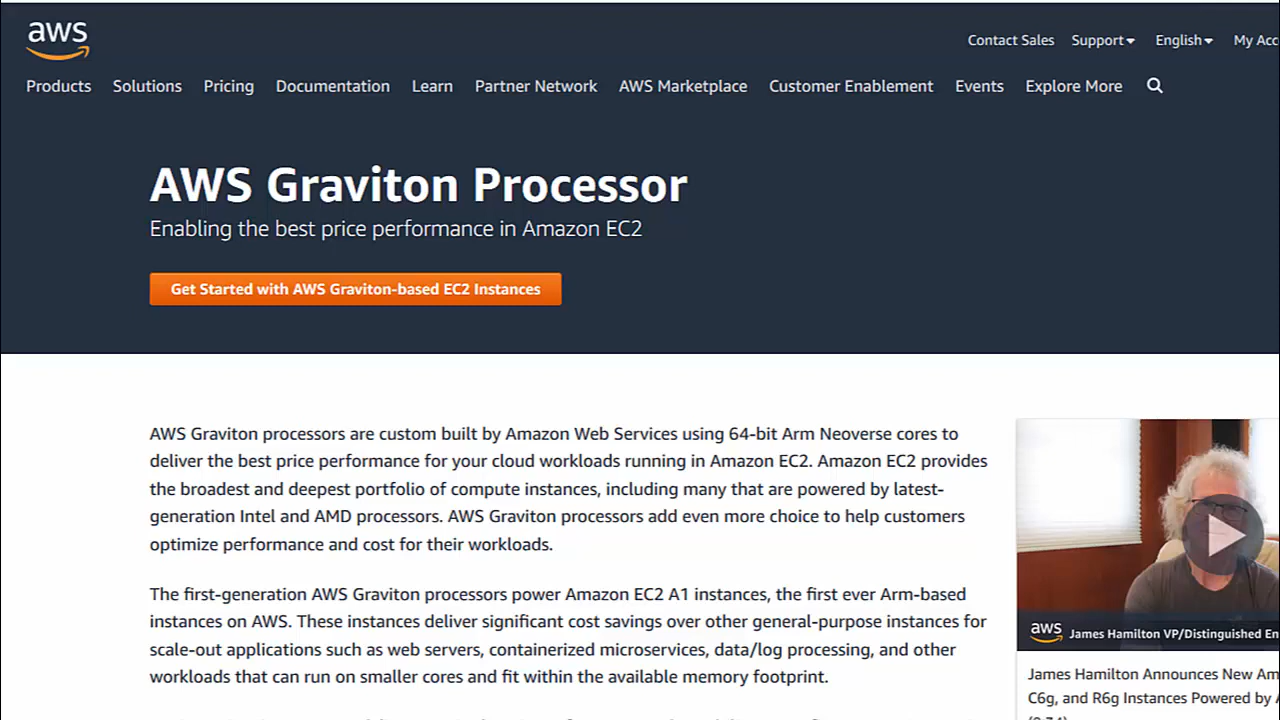 aws
Contact Sales Support English My Acc
Products Solutions Pricing Documentation Learn Partner Network AWS Marketplace Customer Enablement Events Explore More
AWS Graviton Processor
Enabling the best price performance in Amazon EC2
Get Started with AWS Graviton-based EC2 Instances
AWS Graviton processors are custom built by Amazon Web Services using 64-bit Arm Neoverse cores to
deliver the best price performance for your cloud workloads running in Amazon EC2. Amazon EC2 provides
the broadest and deepest portfolio of compute instances, including many that are powered by latest-
generation Intel and AMD processors. AWS Graviton processors add even more choice to help customers
optimize performance and cost for their workloads.
The first-generation AWS Graviton processors power Amazon EC2 A1 instances, the first ever Arm-based
instances on AWS. These instances deliver significant cost savings over other general-purpose instances for
scale-out applications such as web servers, containerized microservices, data/log processing, and other
workloads that can run on smaller cores and fit within the available memory footprint.
aws James Hamilton VP/Distinguished En
James Hamilton Announces New Am
C6g, and R6g Instances Powered by A